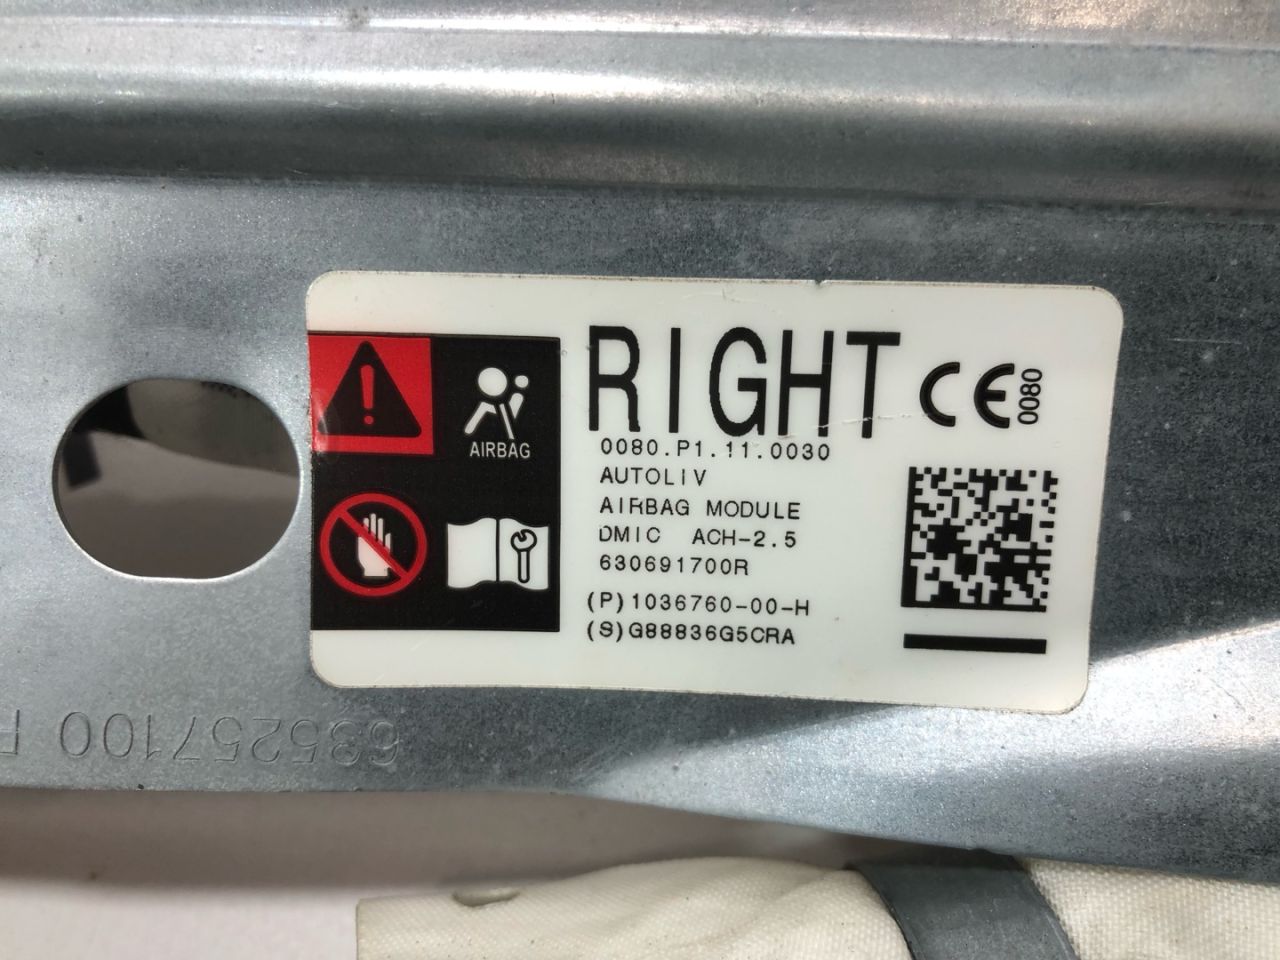 RIGHT CE 0080
0080.P1.11.0030
AUTOLIV
AIRBAG MODULE
DMIC ACH-2.5
630691700R
(P)1036760-00-H
(S)G88836G5CRA
AIRBAG
635257100